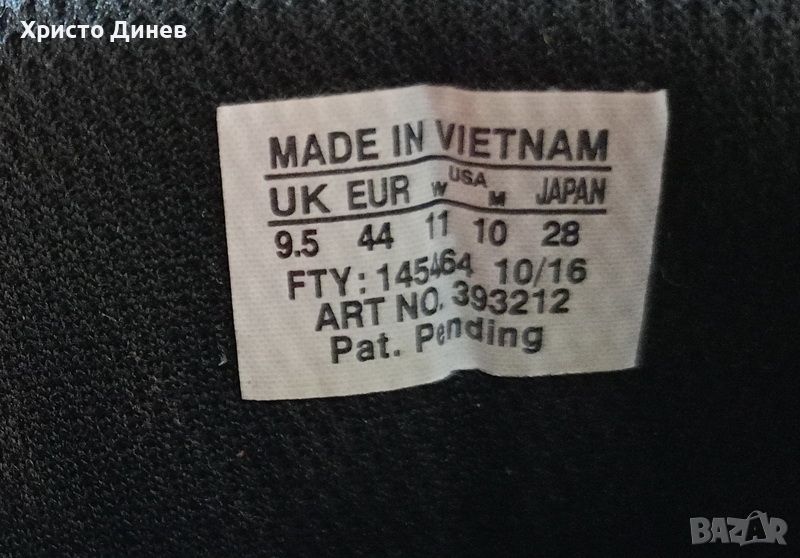 Христо Динев
MADE IN VIETNAM
UK EUR W USA M JAPAN
9.5 44 11 10 28
FTY: 145464 10/16
ART NO. 393212
Pat. Pending
BAZAR